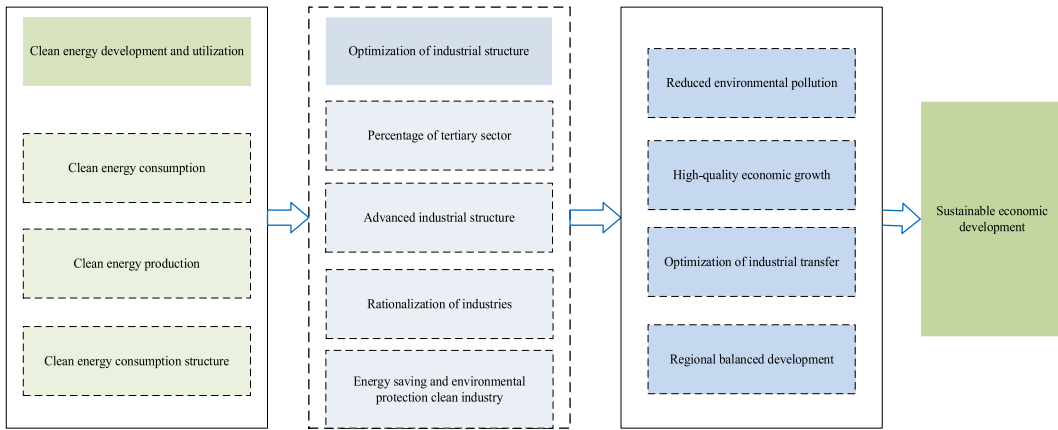 Clean energy development and utilization
Clean energy consumption
Clean energy production
Clean energy consumption structure
Optimization of industrial structure
Percentage of tertiary sector
Advanced industrial structure
Rationalization of industries
Energy saving and environmental
protection clean industry
Reduced environmental pollution
High-quality economic growth
Optimization of industrial transfer
Regional balanced development
Sustainable economic
development